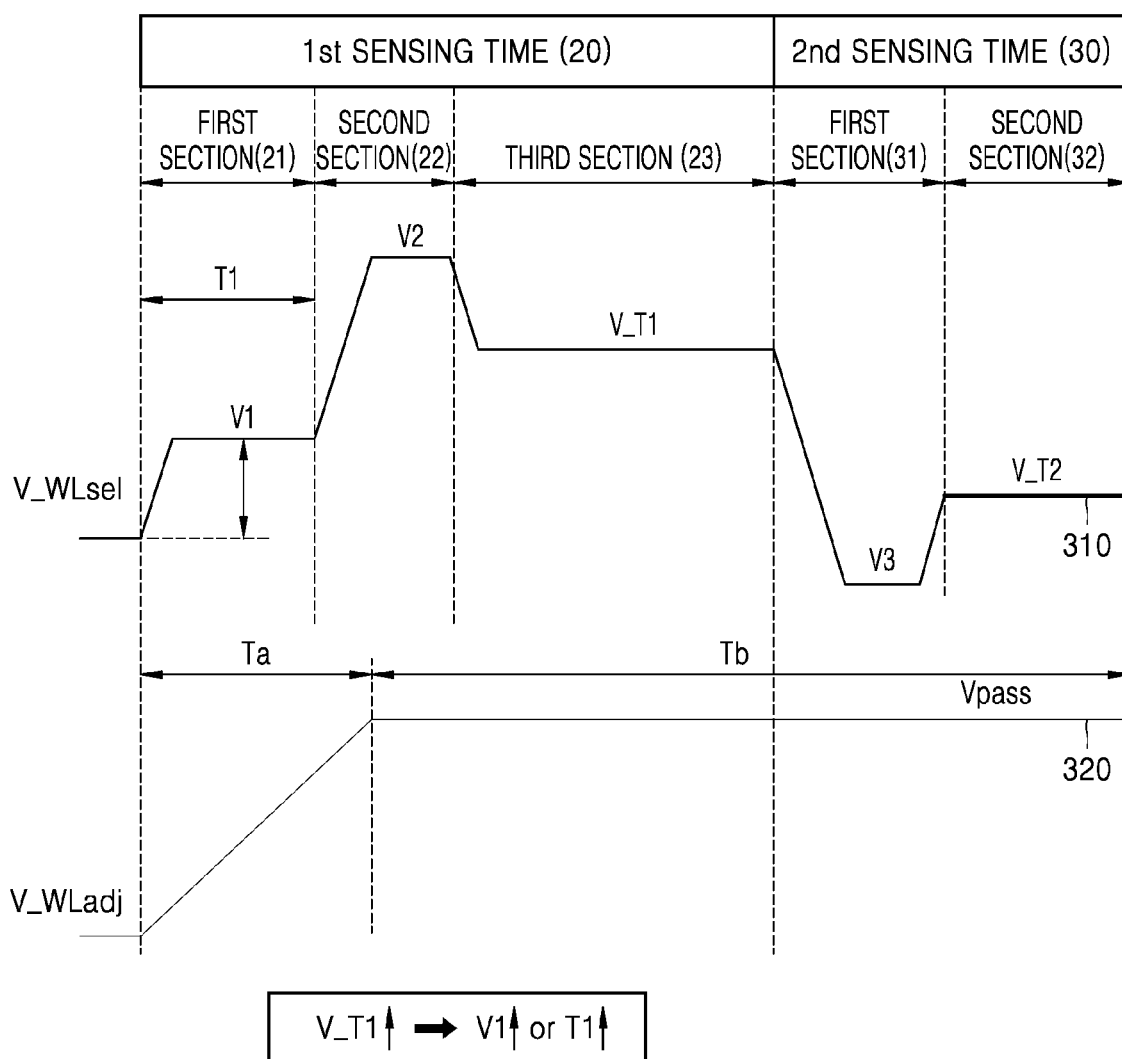 1st SENSING TIME (20)
2nd SENSING TIME (30)
FIRST
SECTION(21)
SECOND
SECTION(22)
THIRD SECTION (23)
FIRST
SECTION(31)
SECOND
SECTION(32)
V2
T1
V_T1
V1
V_WLsel
V_T2
310
V3
Ta
Tb
Vpass
320
V_WLadj
V_T1↑ ➡ V1↑ or T1↑